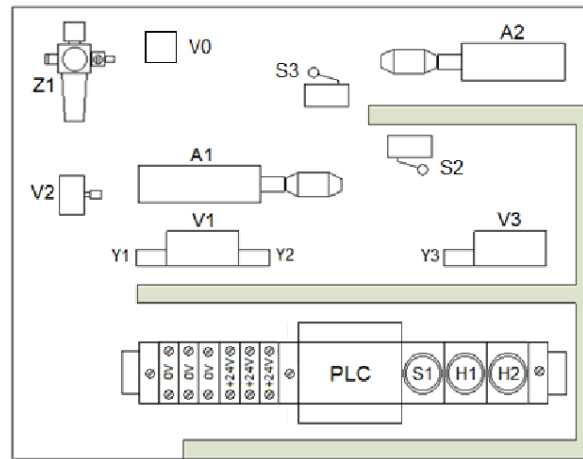 A2
V0
S3
Z1
A1
S2
V2
V1
V3
Y1
Y2
Y3
0V
0V
0V
+24V
+24V
+24V
PLC
S1
H1
H2